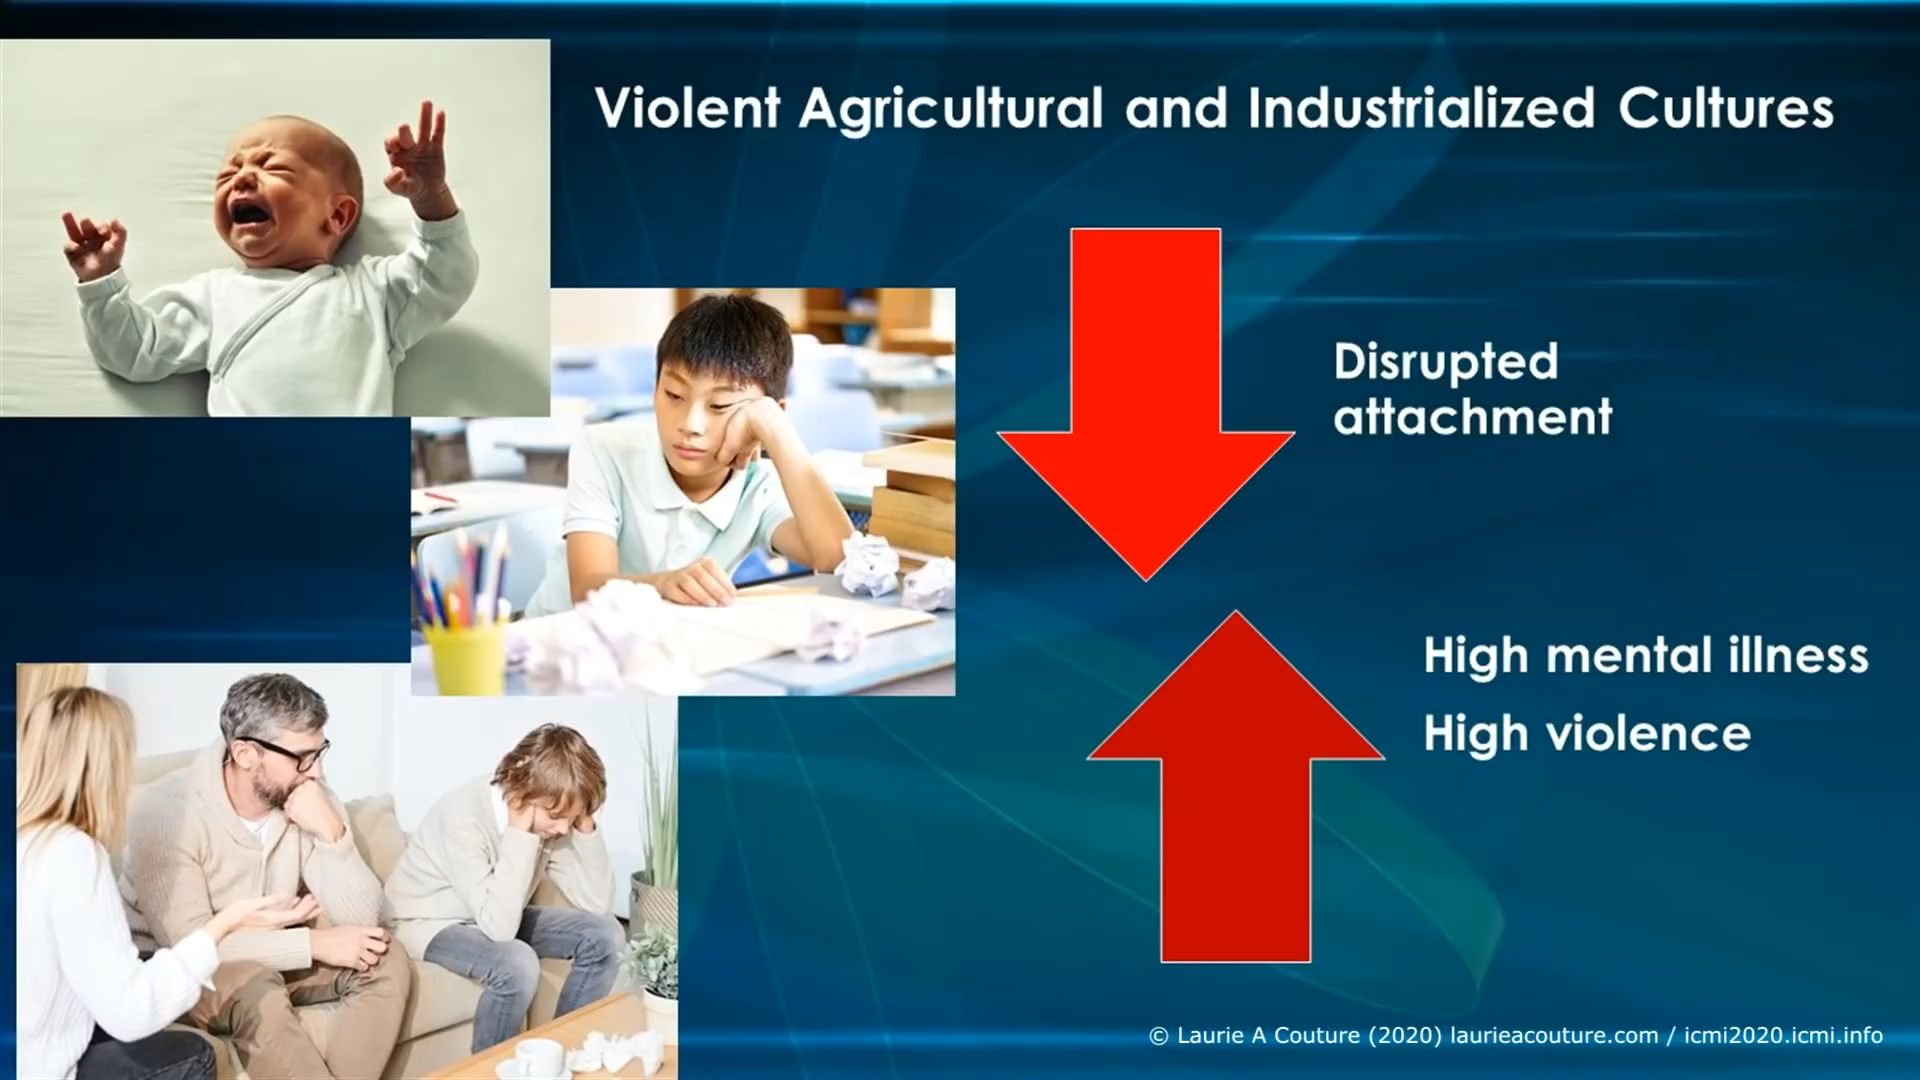 Violent Agricultural and Industrialized Cultures
Disrupted
attachment
High mental illness
High violence
© Laurie A Couture (2020) laurieacouture.com / icmi2020.icmi.info